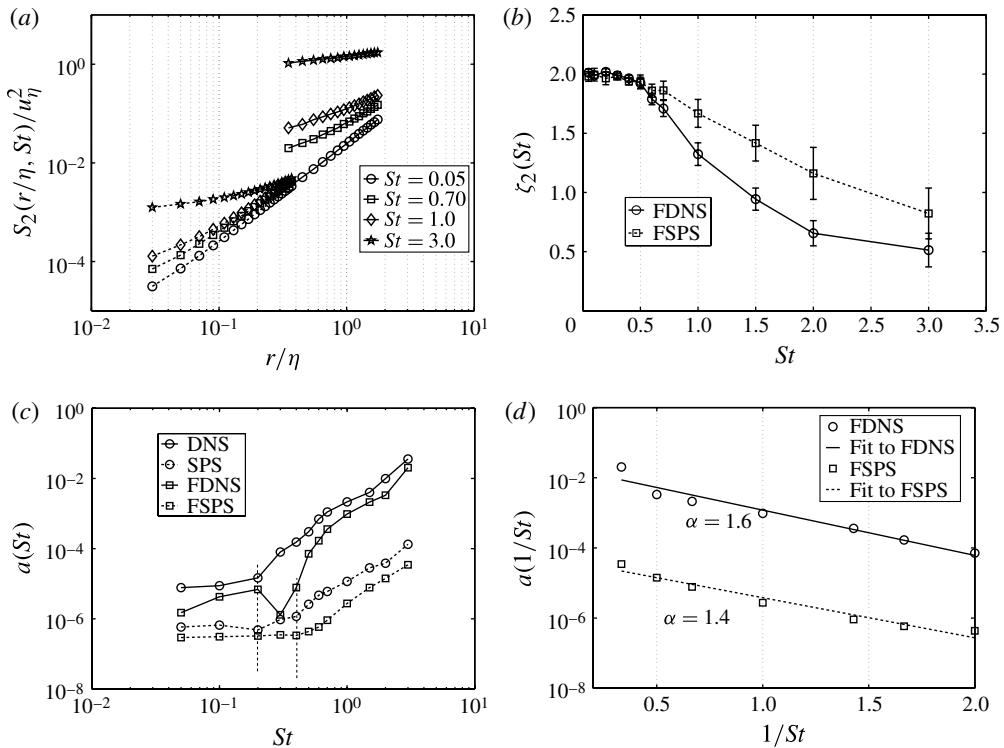 (a)
10^0
10^{-2}
10^{-4}
S_2(r/η, St)/u_η^2
St = 0.05
St = 0.70
St = 1.0
St = 3.0
10^{-2} 10^{-1} 10^0 10^1
r/η
(b)
2.5
2.0
1.5
1.0
0.5
ζ_2(St)
FDNS
FSPS
0 0.5 1.0 1.5 2.0 2.5 3.0 3.5
St
(c)
10^0
10^{-2}
10^{-4}
10^{-6}
10^{-8}
a(St)
DNS
SPS
FDNS
FSPS
10^{-2} 10^{-1} 10^0 10^1
St
(d)
10^0
10^{-2}
10^{-4}
10^{-6}
10^{-8}
a(1/St)
FDNS
Fit to FDNS
FSPS
Fit to FSPS
α = 1.6
α = 1.4
0.5 1.0 1.5 2.0
1/St